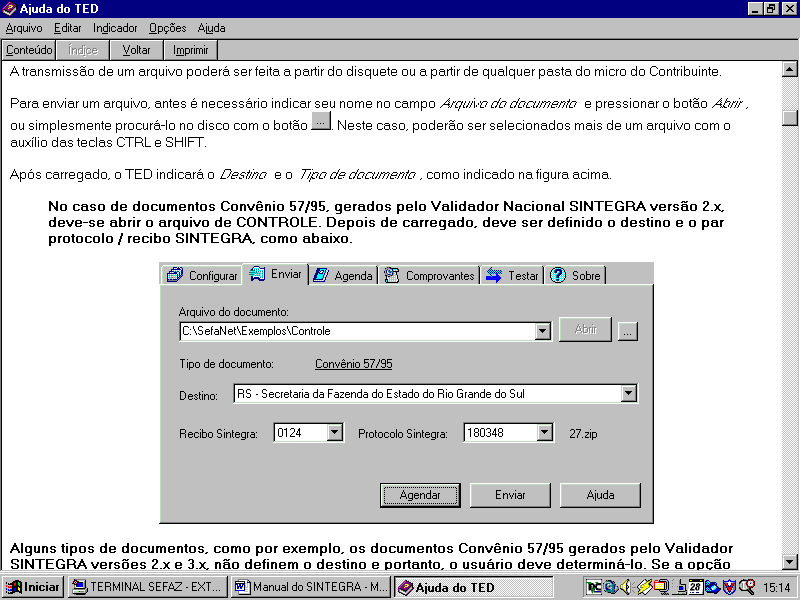 Ajuda do TED
Arquivo Editar Indicador Opções Ajuda
Conteúdo Índice Voltar Imprimir
A transmissão de um arquivo poderá ser feita a partir do disquete ou a partir de qualquer pasta do micro do Contribuinte.
Para enviar um arquivo, antes é necessário indicar seu nome no campo Arquivo do documento e pressionar o botão Abrir ,
ou simplesmente procurá-lo no disco com o botão ... . Neste caso, poderão ser selecionados mais de um arquivo com o
auxílio das teclas CTRL e SHIFT.
Após carregado, o TED indicará o Destino e o Tipo de documento , como indicado na figura acima.
No caso de documentos Convênio 57/95, gerados pelo Validador Nacional SINTEGRA versão 2.x,
deve-se abrir o arquivo de CONTROLE. Depois de carregado, deve ser definido o destino e o par
protocolo / recibo SINTEGRA, como abaixo.
Configurar Enviar Agenda Comprovantes Testar Sobre
Arquivo do documento:
C:\SefaNet\Exemplos\Controle Abrir ...
Tipo de documento: Convênio 57/95
Destino: RS - Secretaria da Fazenda do Estado do Rio Grande do Sul
Recibo Sintegra: 0124 Protocolo Sintegra: 180348 27.zip
Agendar Enviar Ajuda
Alguns tipos de documentos, como por exemplo, os documentos Convênio 57/95 gerados pelo Validador
SINTEGRA versões 2.x e 3.x, não definem o destino e portanto, o usuário deve determiná-lo. Se a opção
Iniciar TERMINAL SEFAZ - EXT... Manual do SINTEGRA - M... Ajuda do TED 28 15:14